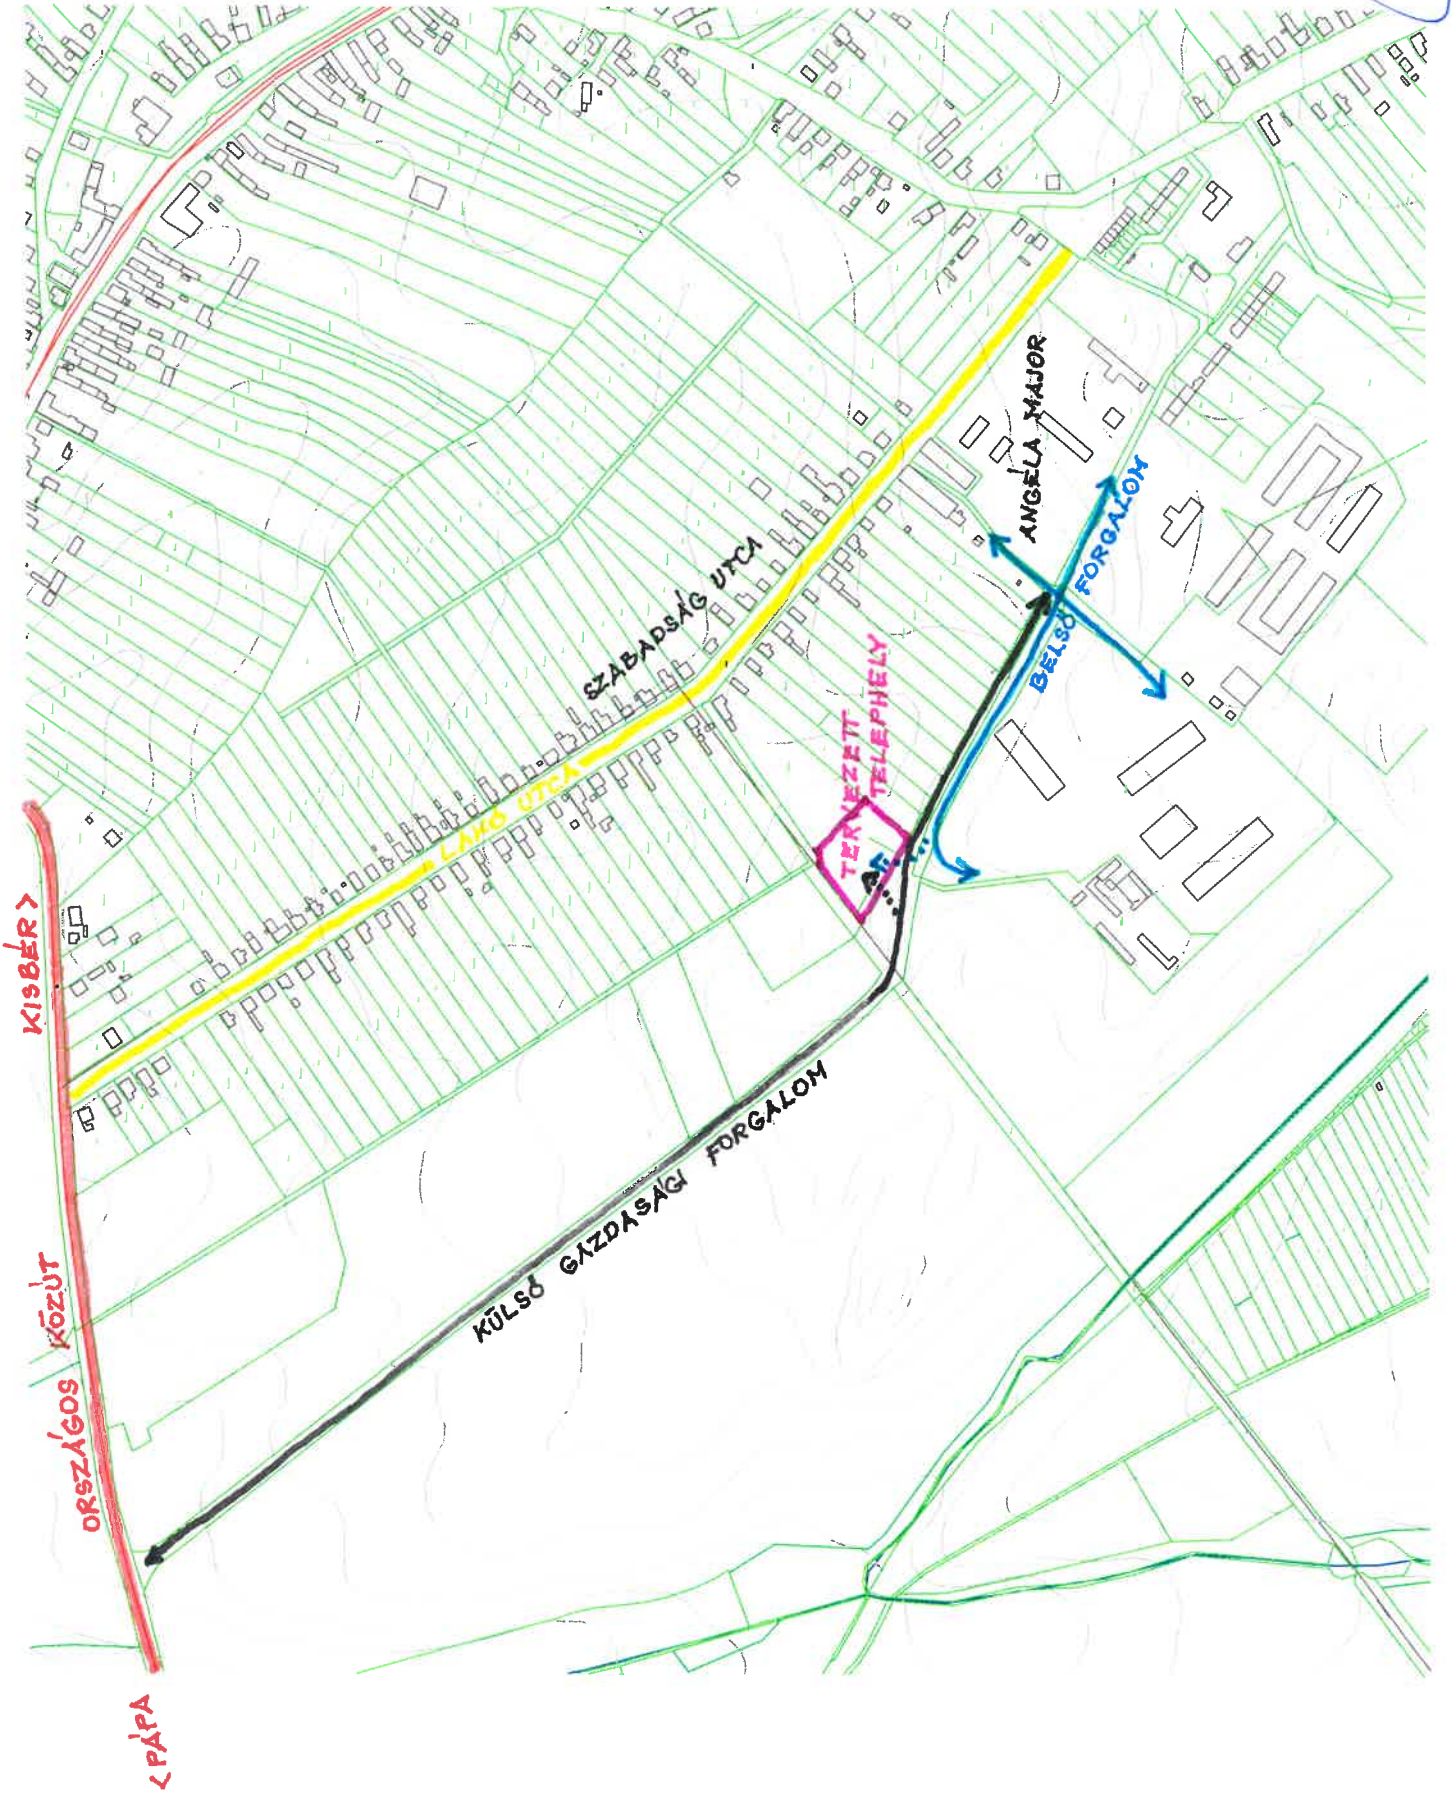 ANGÉLA MAJOR
BELSŐ FORGALOM
SZABADSÁG UTCA
LAKÓ UTCA
TERVEZETT
TELEPHELY
KISBÉR >
KÜLSŐ GAZDASÁGI FORGALOM
ORSZÁGOS KÖZÚT
< PÁPA